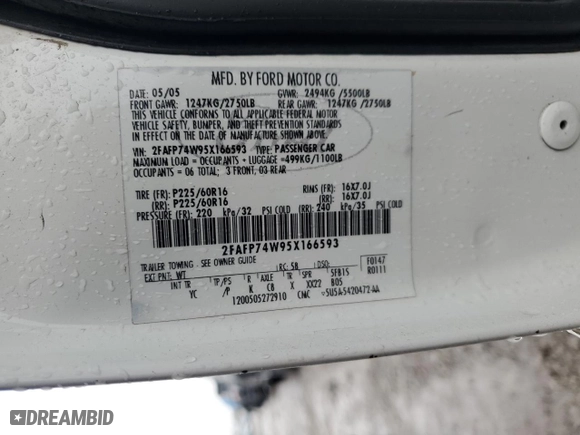 MFD. BY FORD MOTOR CO.
DATE: 05/05 GVWR: 2494KG /5500LB
FRONT GAWR: 1247KG/2750LB REAR GAWR: 1247KG /2750LB
THIS VEHICLE CONFORMS TO ALL APPLICABLE FEDERAL MOTOR
VEHICLE SAFETY, BUMPER, AND THEFT PREVENTION STANDARDS
IN EFFECT ON THE DATE OF MANUFACTURE SHOWN ABOVE.
VIN: 2FAFP74W95X166593 TYPE: PASSENGER CAR
MAXIMUM LOAD = OCCUPANTS + LUGGAGE =499KG/1100LB
OCCUPANTS = 06 TOTAL; 3 FRONT, 03 REAR
TIRE (FR): P225/60R16 RIMS (FR): 16X7.0J
(RR): P225/60R16 (RR): 16X7.0J
PRESSURE (FR): 220 kPa/32 PSI COLD (RR): 240 kPa/35 PSI COLD
2FAFP74W95X166593
TRAILER TOWING - SEE OWNER GUIDE
EXT PNT: WT RC: 58 DSO: F0147
INT TR TP/PS R AXLE TR SPR 5FB15 R0111
YC /P K C8 X XX22 B05
1200505272910 CMC 5U5A-5420472-AA
DREAMBID